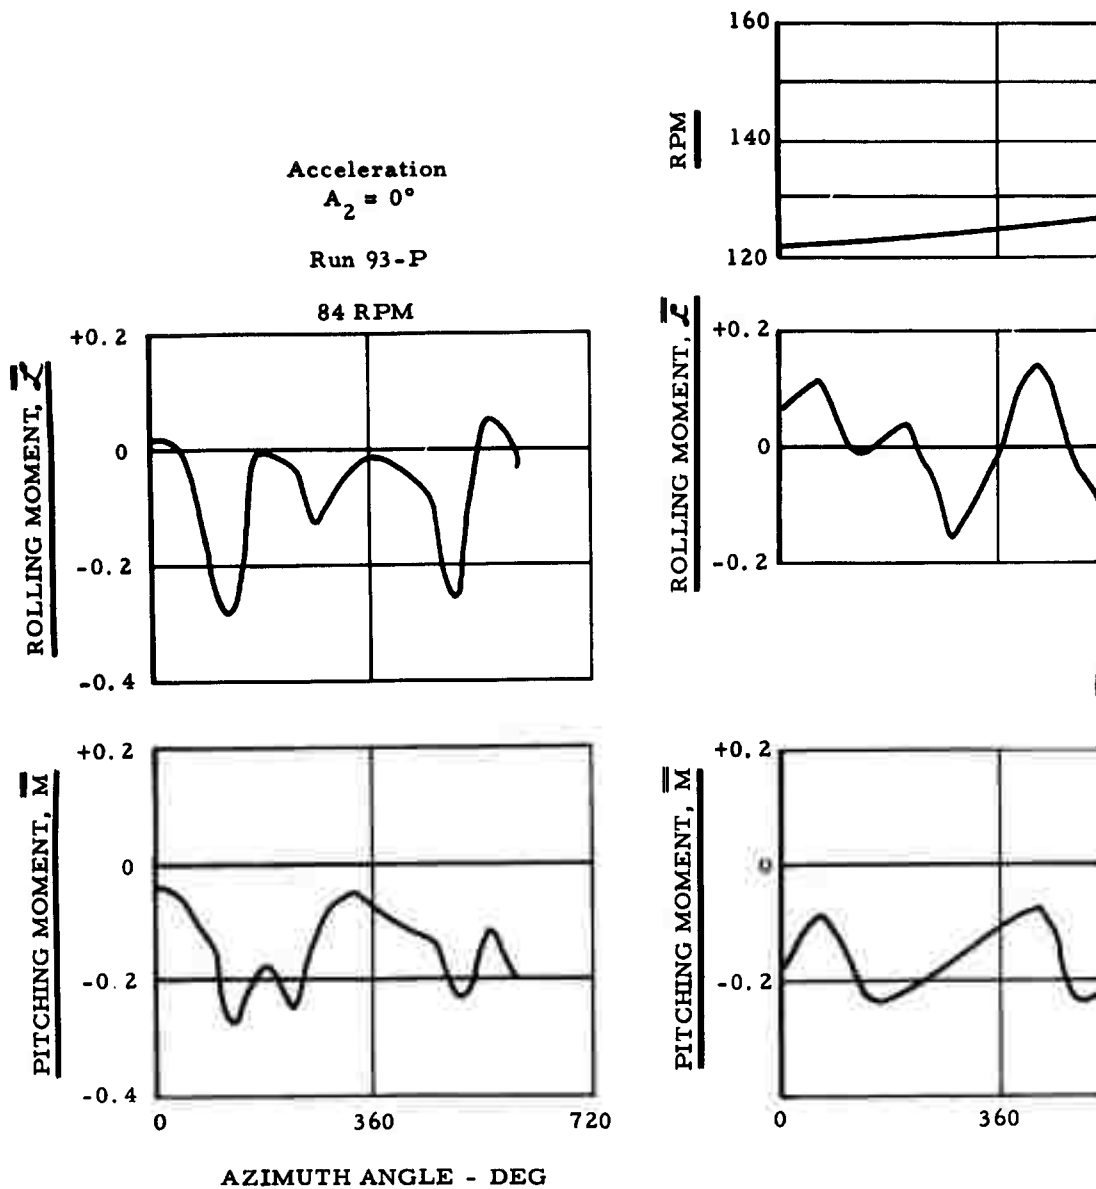 Acceleration
A2 = 0°
Run 93-P
84 RPM
ROLLING MOMENT, ℒ
+0.2
0
-0.2
-0.4
PITCHING MOMENT, M
+0.2
0
-0.2
-0.4
0 360 720
AZIMUTH ANGLE - DEG
RPM
160
140
120
ROLLING MOMENT, ℒ
+0.2
0
-0.2
PITCHING MOMENT, M
+0.2
0
-0.2
0 360